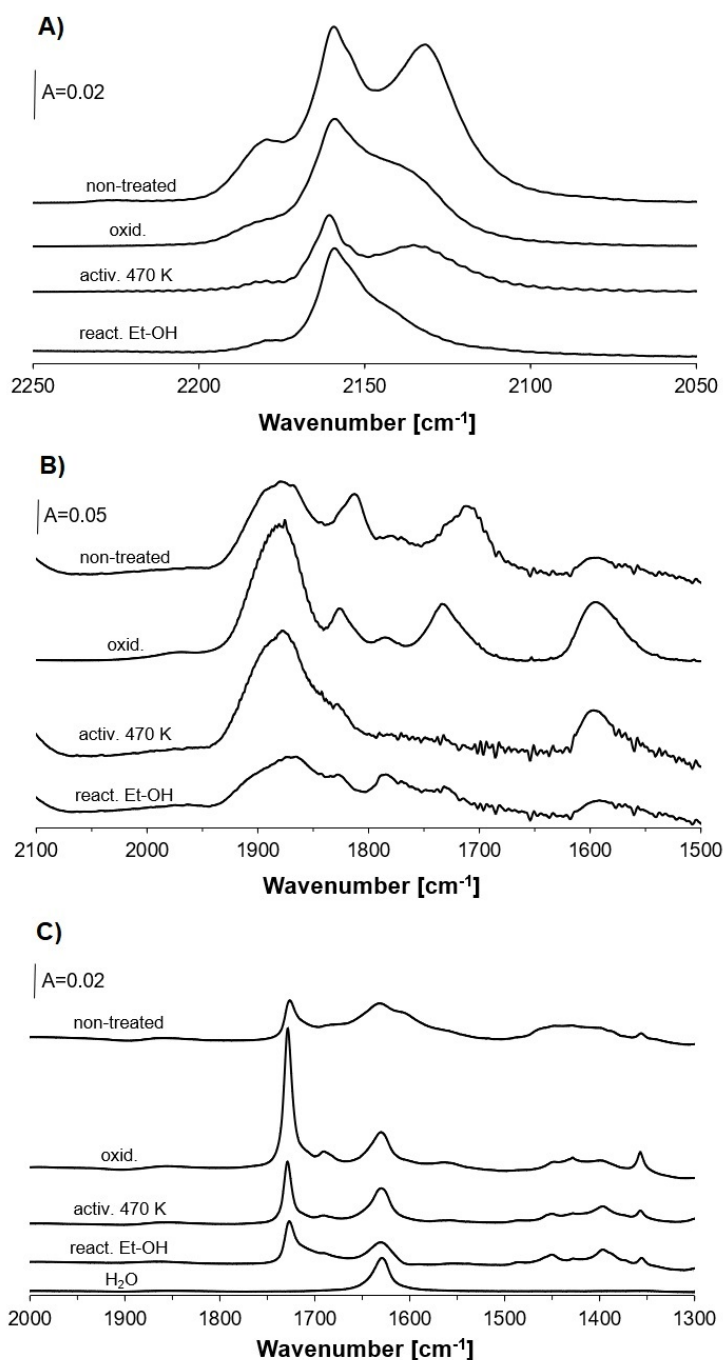 A)
A=0.02
non-treated
oxid.
activ. 470 K
react. Et-OH
2250 2200 2150 2100 2050
Wavenumber [cm⁻¹]
B)
A=0.05
non-treated
oxid.
activ. 470 K
react. Et-OH
2100 2000 1900 1800 1700 1600 1500
Wavenumber [cm⁻¹]
C)
A=0.02
non-treated
oxid.
activ. 470 K
react. Et-OH
H₂O
2000 1900 1800 1700 1600 1500 1400 1300
Wavenumber [cm⁻¹]